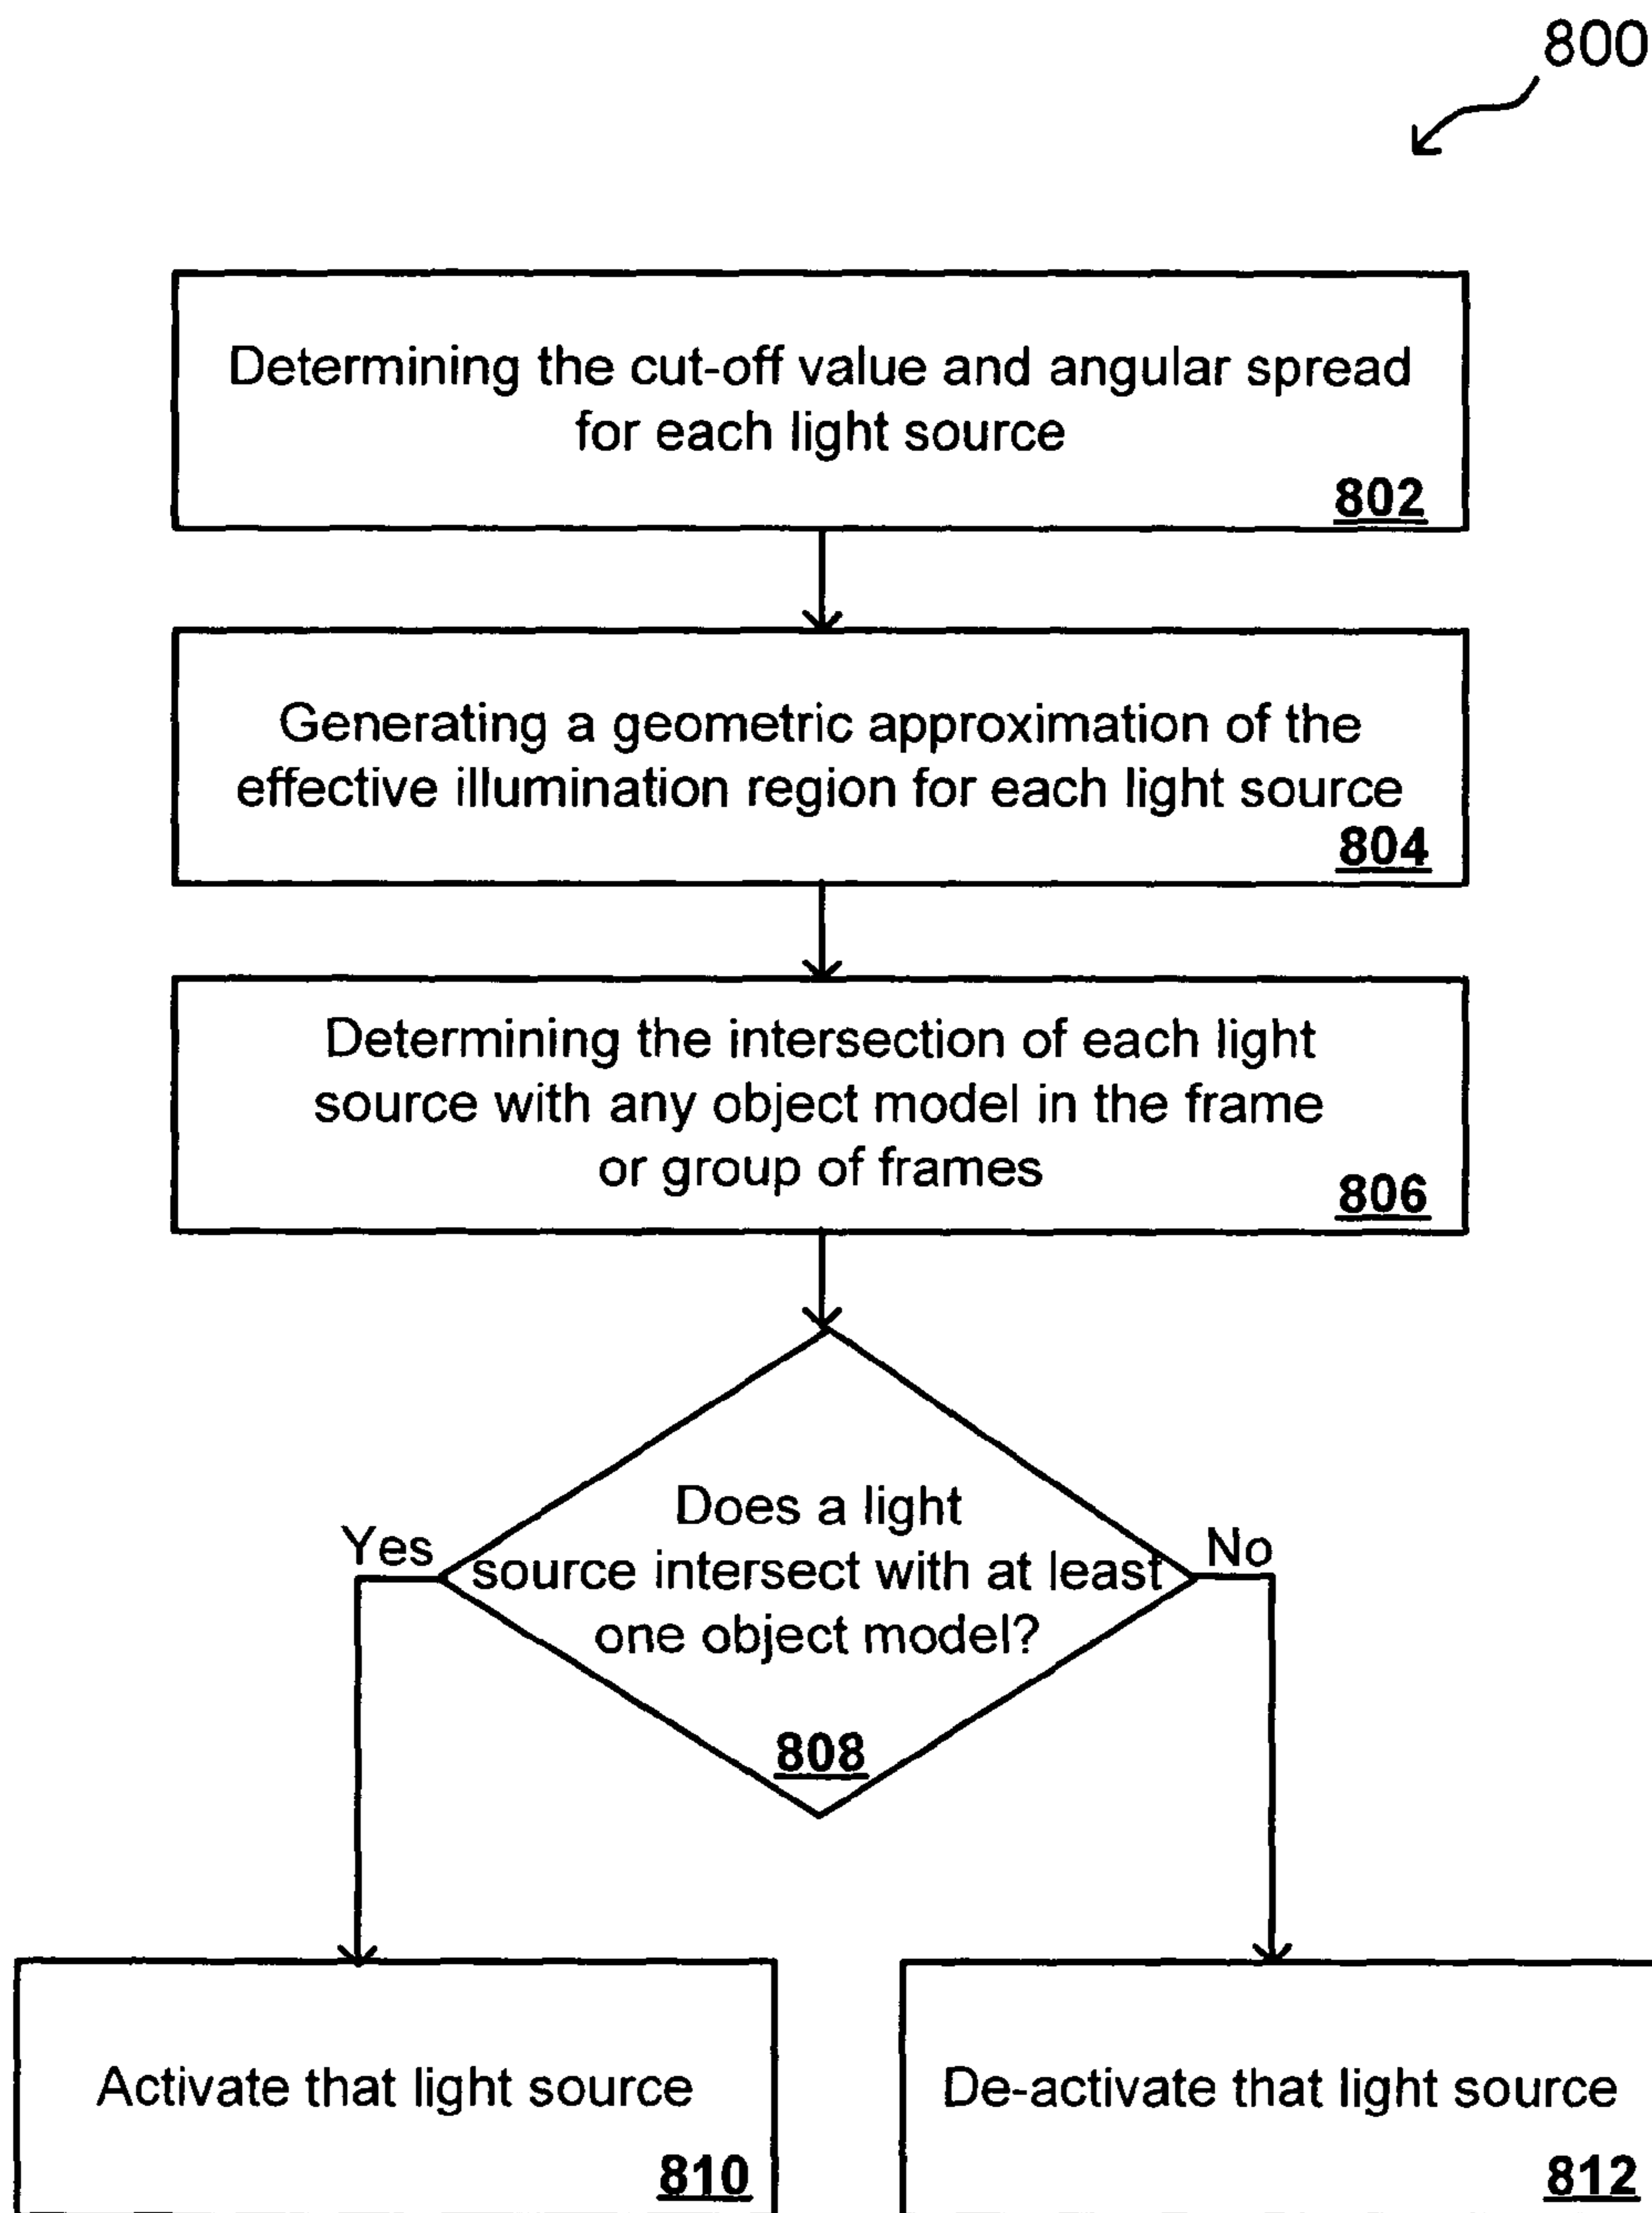 800
Determining the cut-off value and angular spread
for each light source
802
Generating a geometric approximation of the
effective illumination region for each light source
804
Determining the intersection of each light
source with any object model in the frame
or group of frames
806
Does a light
source intersect with at least
one object model?
808
Yes
No
Activate that light source
810
De-activate that light source
812